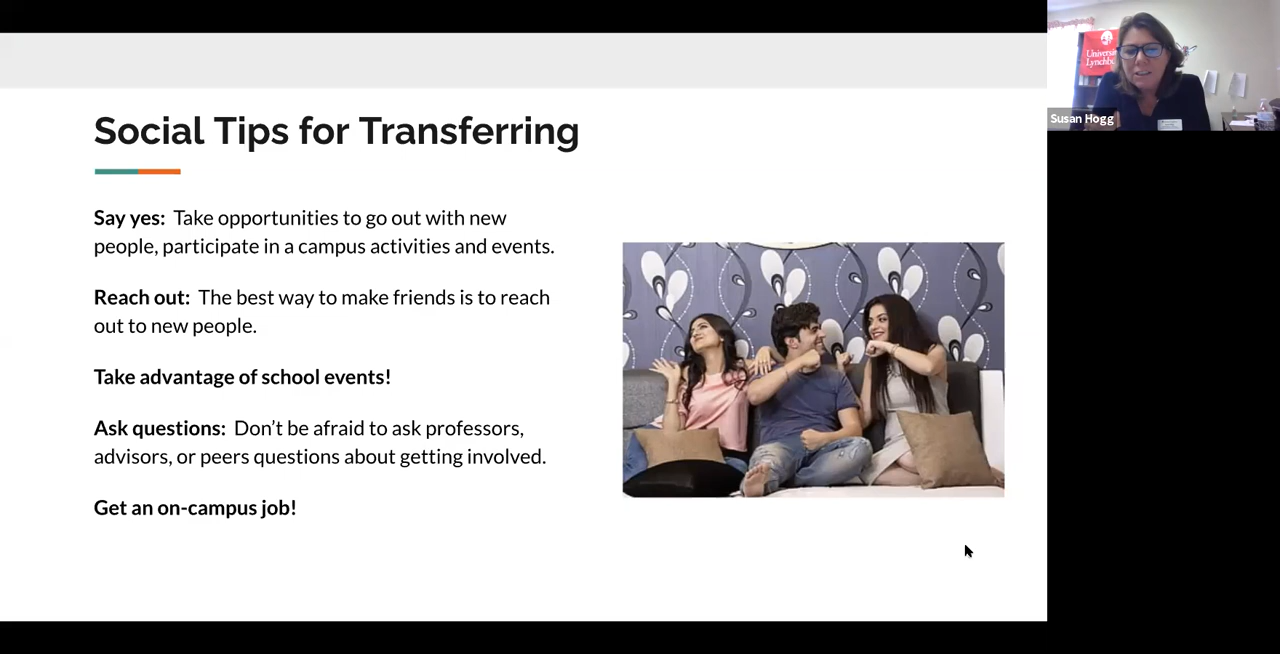 Social Tips for Transferring
Say yes: Take opportunities to go out with new
people, participate in a campus activities and events.
Reach out: The best way to make friends is to reach
out to new people.
Take advantage of school events!
Ask questions: Don't be afraid to ask professors,
advisors, or peers questions about getting involved.
Get an on-campus job!
Susan Hogg